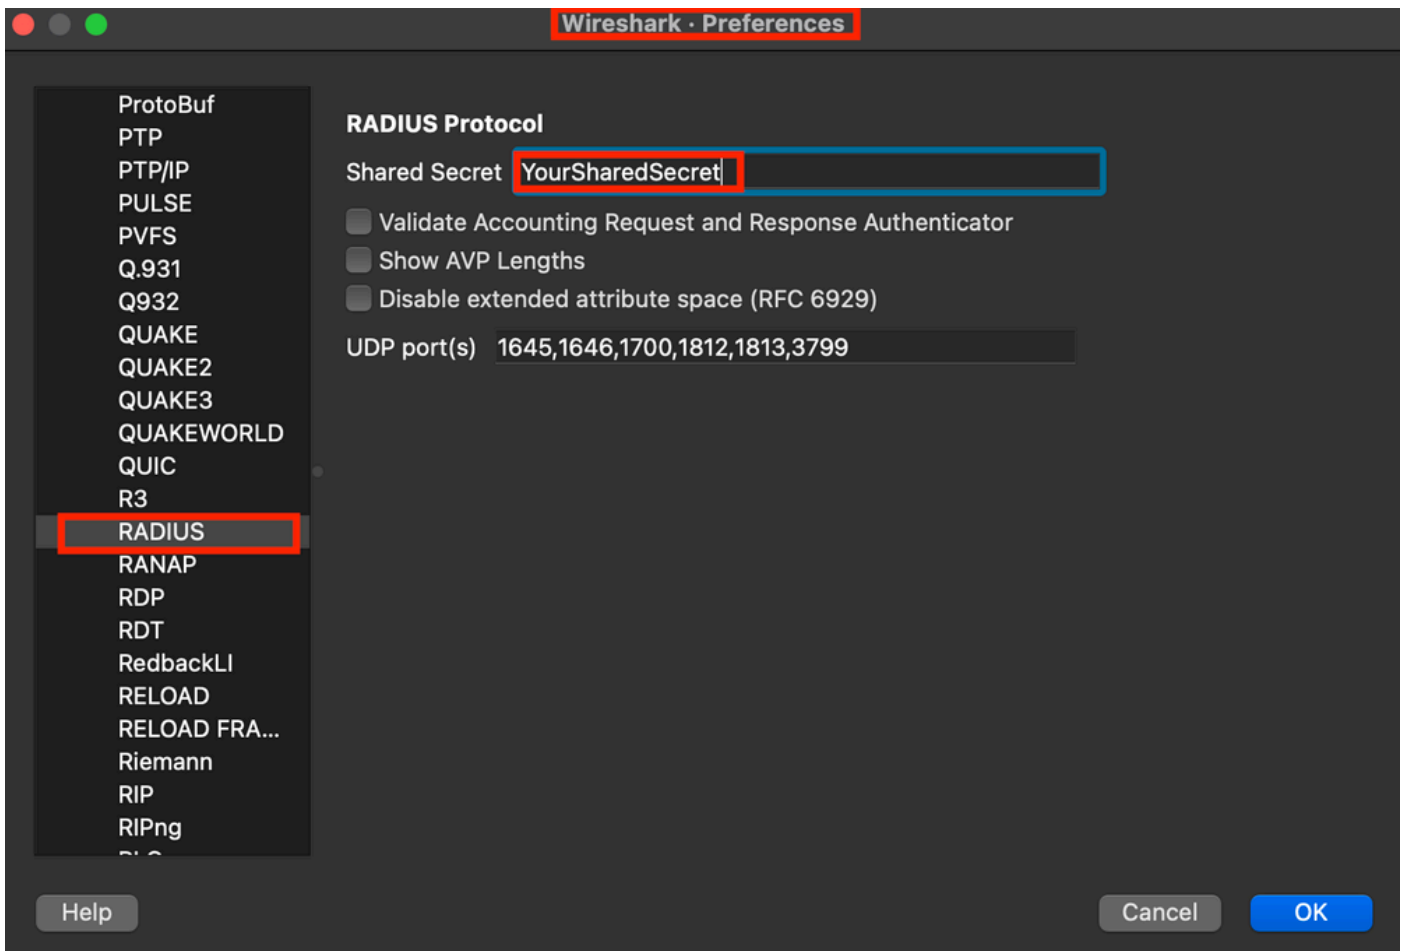 Wireshark · Preferences
ProtoBuf
PTP
PTP/IP
PULSE
PVFS
Q.931
Q932
QUAKE
QUAKE2
QUAKE3
QUAKEWORLD
QUIC
R3
RADIUS
RANAP
RDP
RDT
RedbackLI
RELOAD
RELOAD FRA...
Riemann
RIP
RIPng
RADIUS Protocol
Shared Secret YourSharedSecret
Validate Accounting Request and Response Authenticator
Show AVP Lengths
Disable extended attribute space (RFC 6929)
UDP port(s) 1645,1646,1700,1812,1813,3799
Help
Cancel
OK